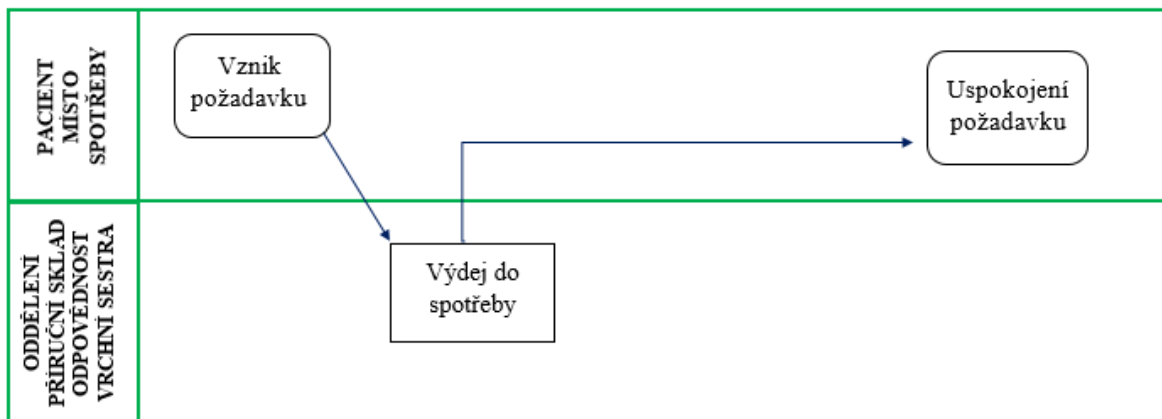 PACIENT
MÍSTO
SPOTŘEBY
Vznik
požadavku
Uspokojení
požadavku
ODDĚLENÍ
PŘÍRUČNÍ SKLAD
ODPOVĚDNOST
VRCHNÍ SESTRA
Výdej do
spotřeby